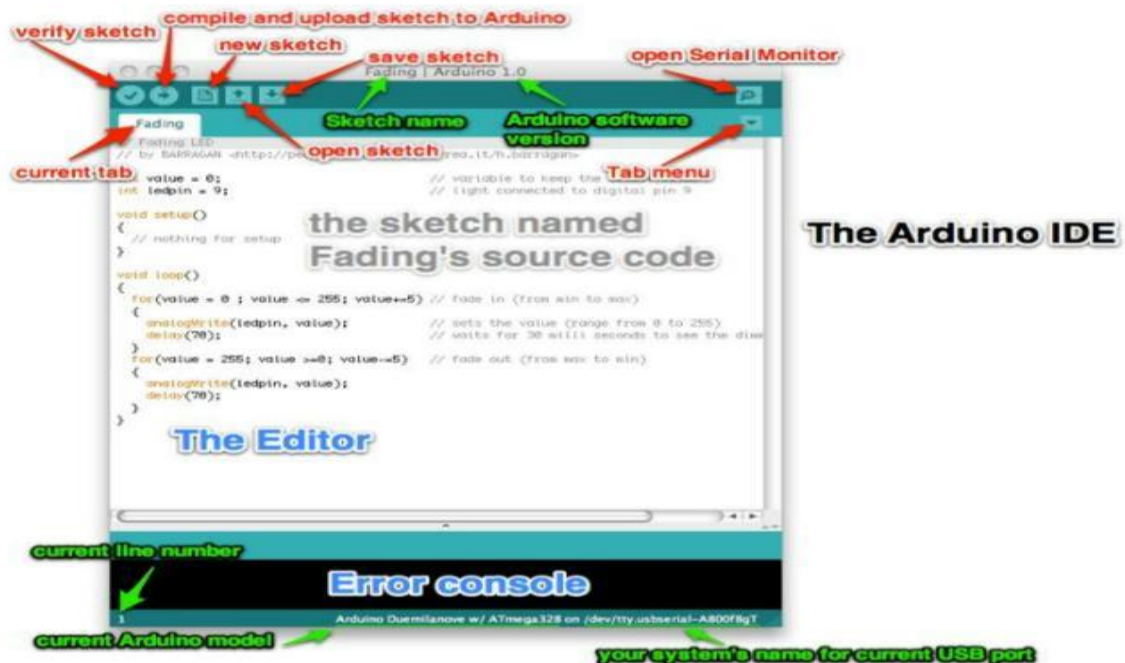 compile and upload sketch to Arduino
verify sketch
new sketch
save sketch
open Serial Monitor
Fading | Arduino 1.0
Sketch name
Arduino software
version
Fading
open sketch
current tab
Tab menu
// Fading LED
// by BARRAGAN <http://
value = 0; // variable to keep the
int ledpin = 9; // light connected to digital pin 9
void setup()
{
// nothing for setup
}
the sketch named
Fading's source code
The Arduino IDE
void loop()
{
for(value = 0 ; value <= 255; value+=5) // fade in (from min to max)
{
analogWrite(ledpin, value); // sets the value (range from 0 to 255)
delay(70); // waits for 30 milli seconds to see the
}
for(value = 255; value >=0; value-=5) // fade out (from max to min)
{
analogWrite(ledpin, value);
delay(70);
}
}
The Editor
current line number
Error console
1
Arduino Duemilanove w/ ATmega328 on /dev/tty.usbserial-A800f8gT
current Arduino model
your system's name for current USB port